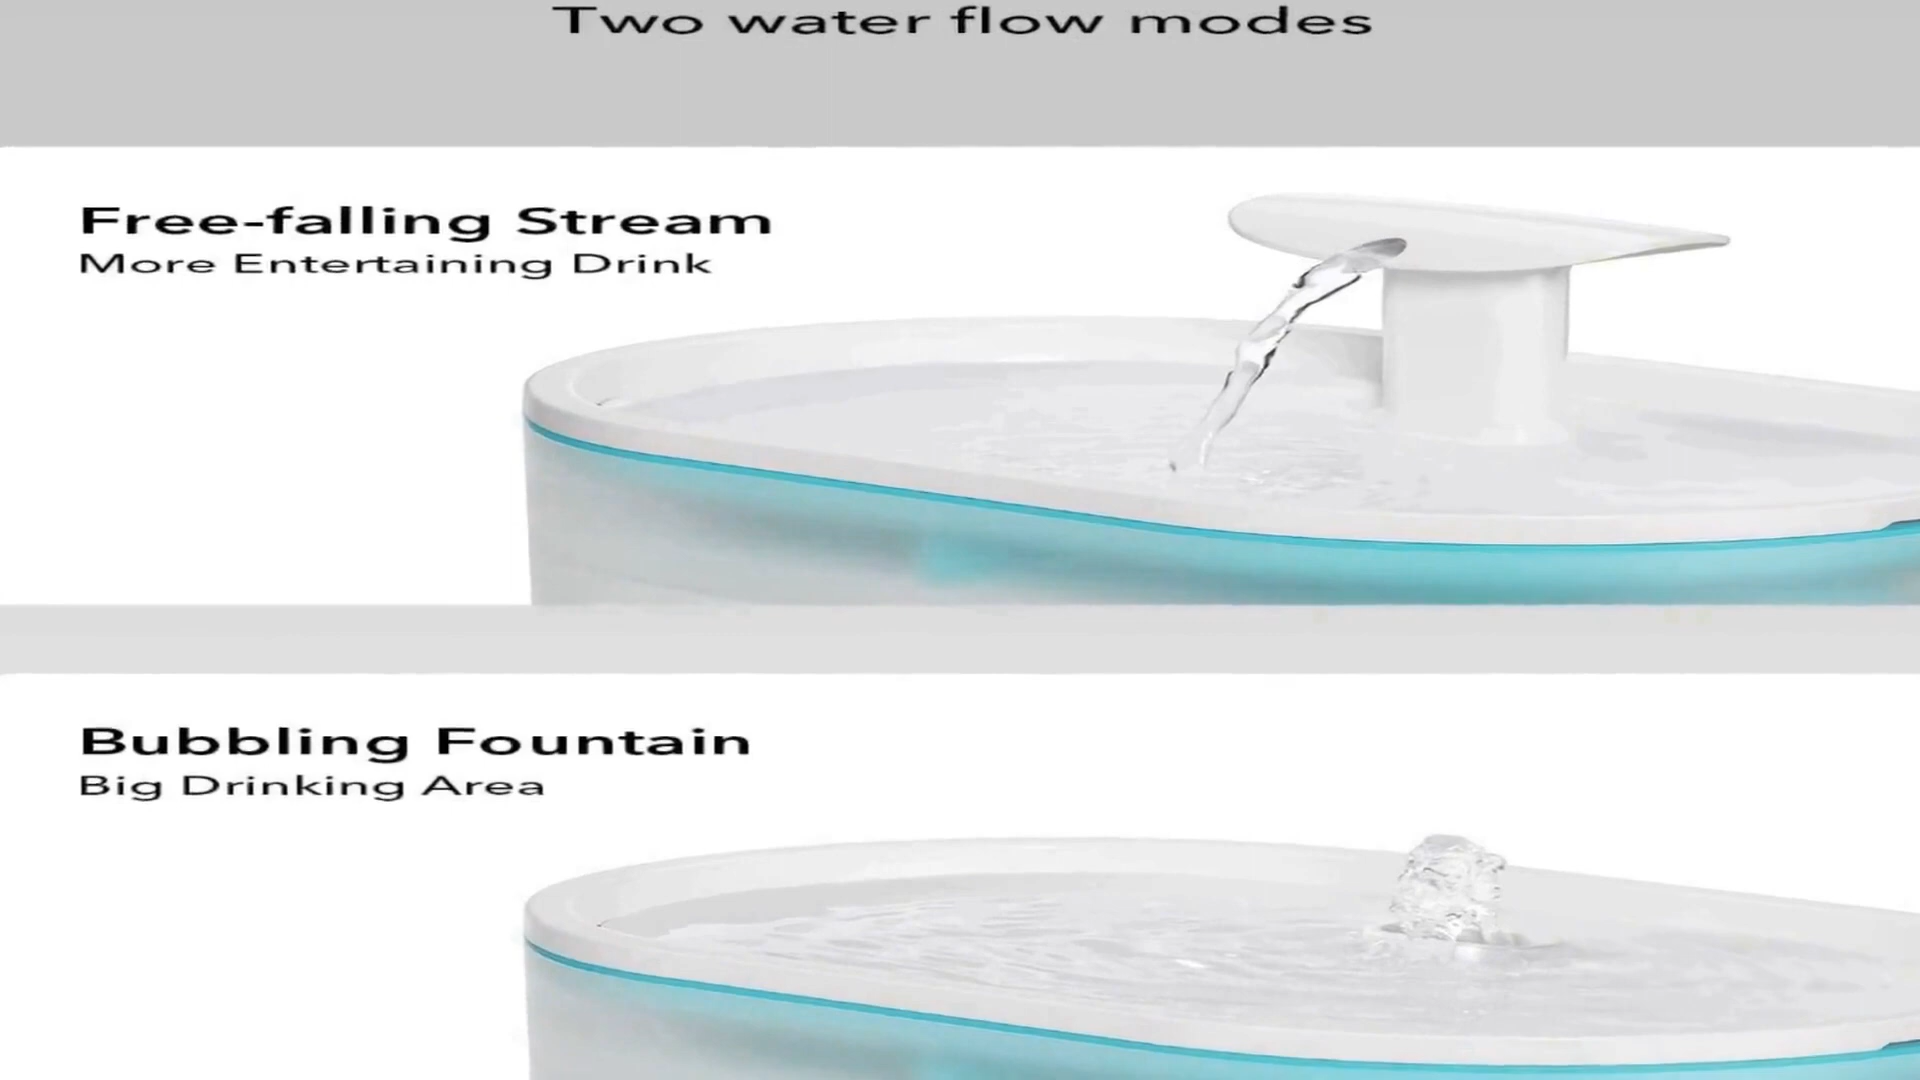 Two water flow modes
Free-falling Stream
More Entertaining Drink
Bubbling Fountain
Big Drinking Area